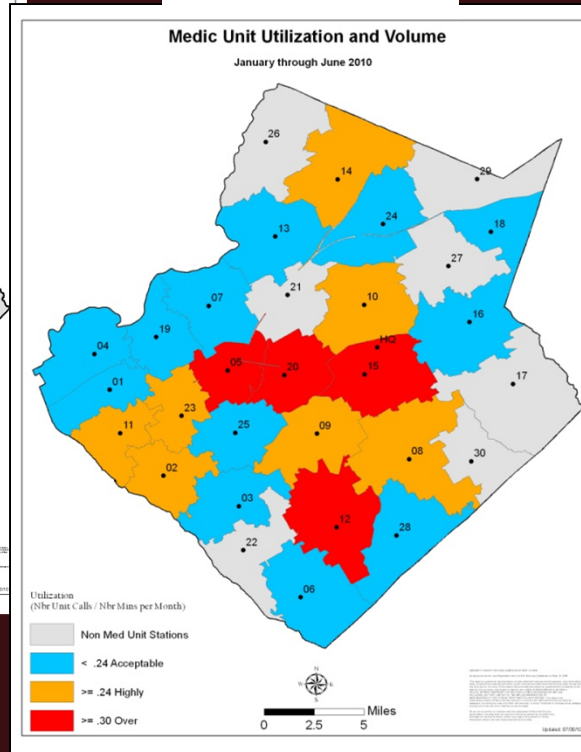 Medic Unit Utilization and Volume
January through June 2010
26
14
29
24
18
13
27
07
21
10
16
HQ
19
04
05
20
15
01
17
23
11
25
09
02
08
30
03
12
28
22
06
Utilization
(Nbr Unit Calls / Nbr Mins per Month)
Non Med Unit Stations
< .24 Acceptable
>= .24 Highly
>= .30 Over
N
S
Miles
0 2.5 5